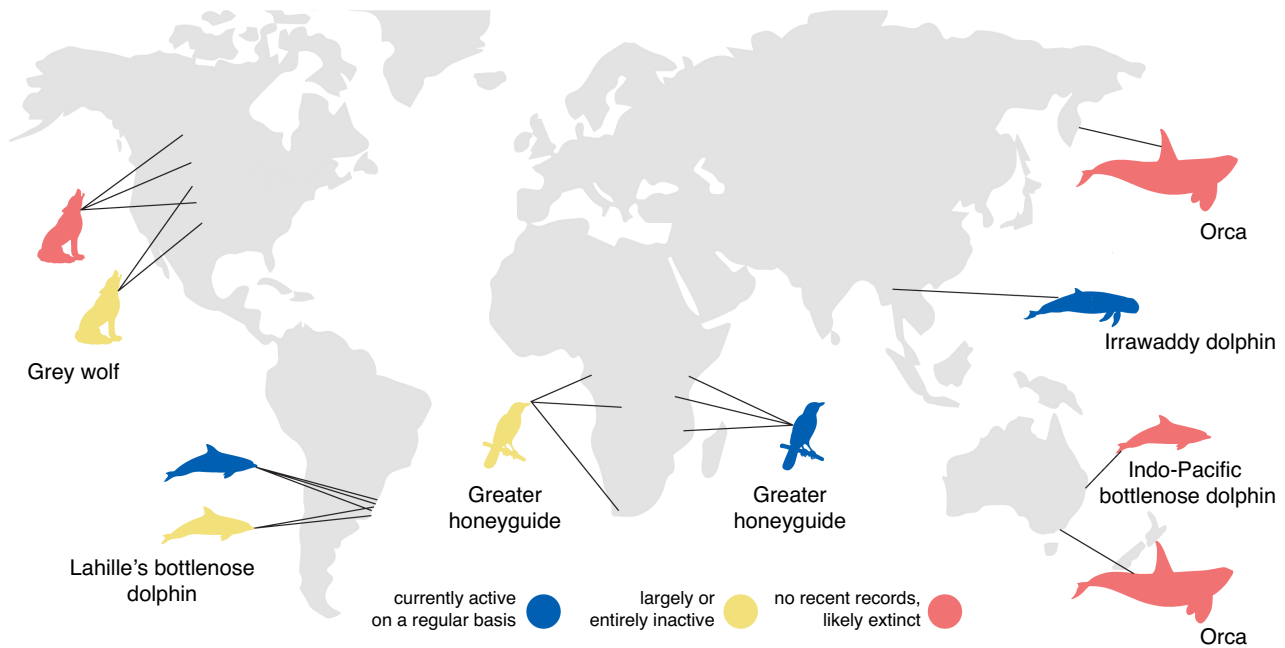 Orca
Irrawaddy dolphin
Grey wolf
Indo-Pacific
bottlenose dolphin
Greater
honeyguide
Greater
honeyguide
Lahille's bottlenose
dolphin
currently active
on a regular basis
largely or
entirely inactive
no recent records,
likely extinct
Orca